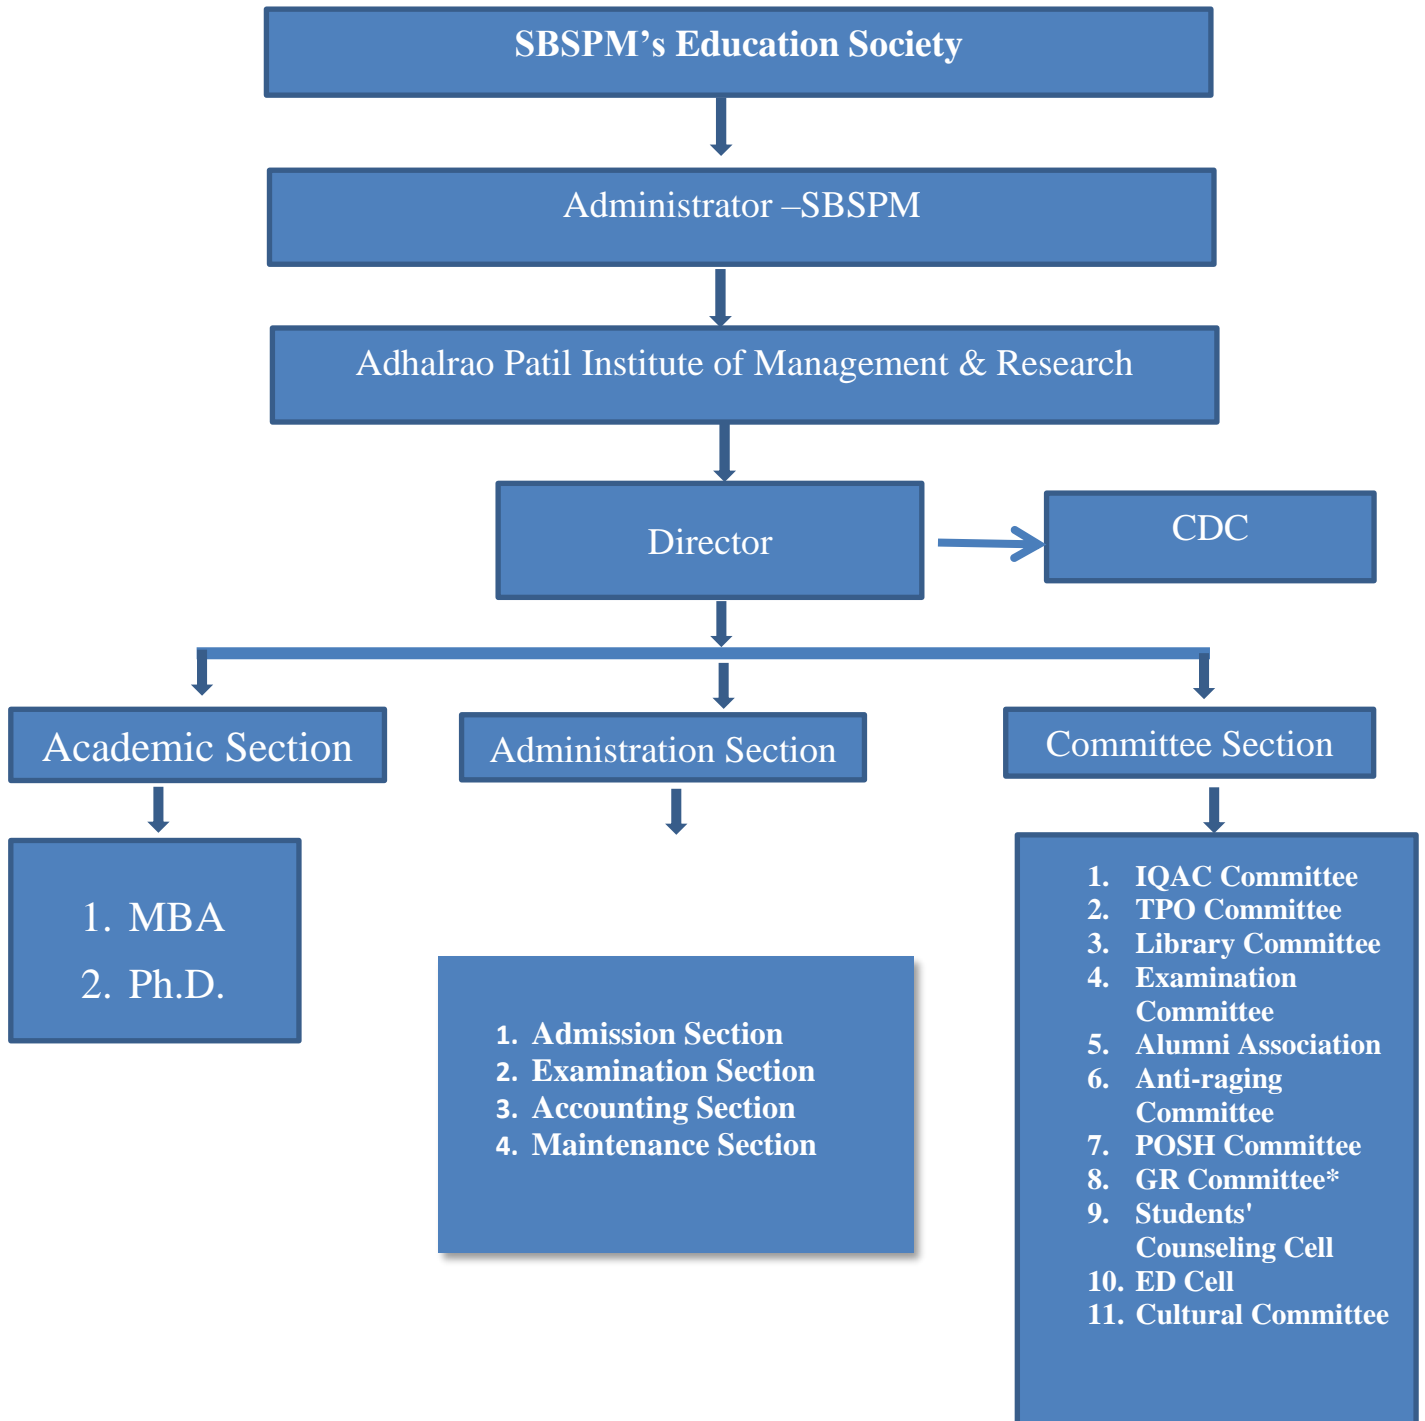 SBSPM’s Education Society
Administrator –SBSPM
Adhalrao Patil Institute of Management & Research
Director
CDC
Academic Section
Administration Section
Committee Section
1. MBA
2. Ph.D.
1. Admission Section
2. Examination Section
3. Accounting Section
4. Maintenance Section
1. IQAC Committee
2. TPO Committee
3. Library Committee
4. Examination
Committee
5. Alumni Association
6. Anti-raging
Committee
7. POSH Committee
8. GR Committee*
9. Students'
Counseling Cell
10. ED Cell
11. Cultural Committee